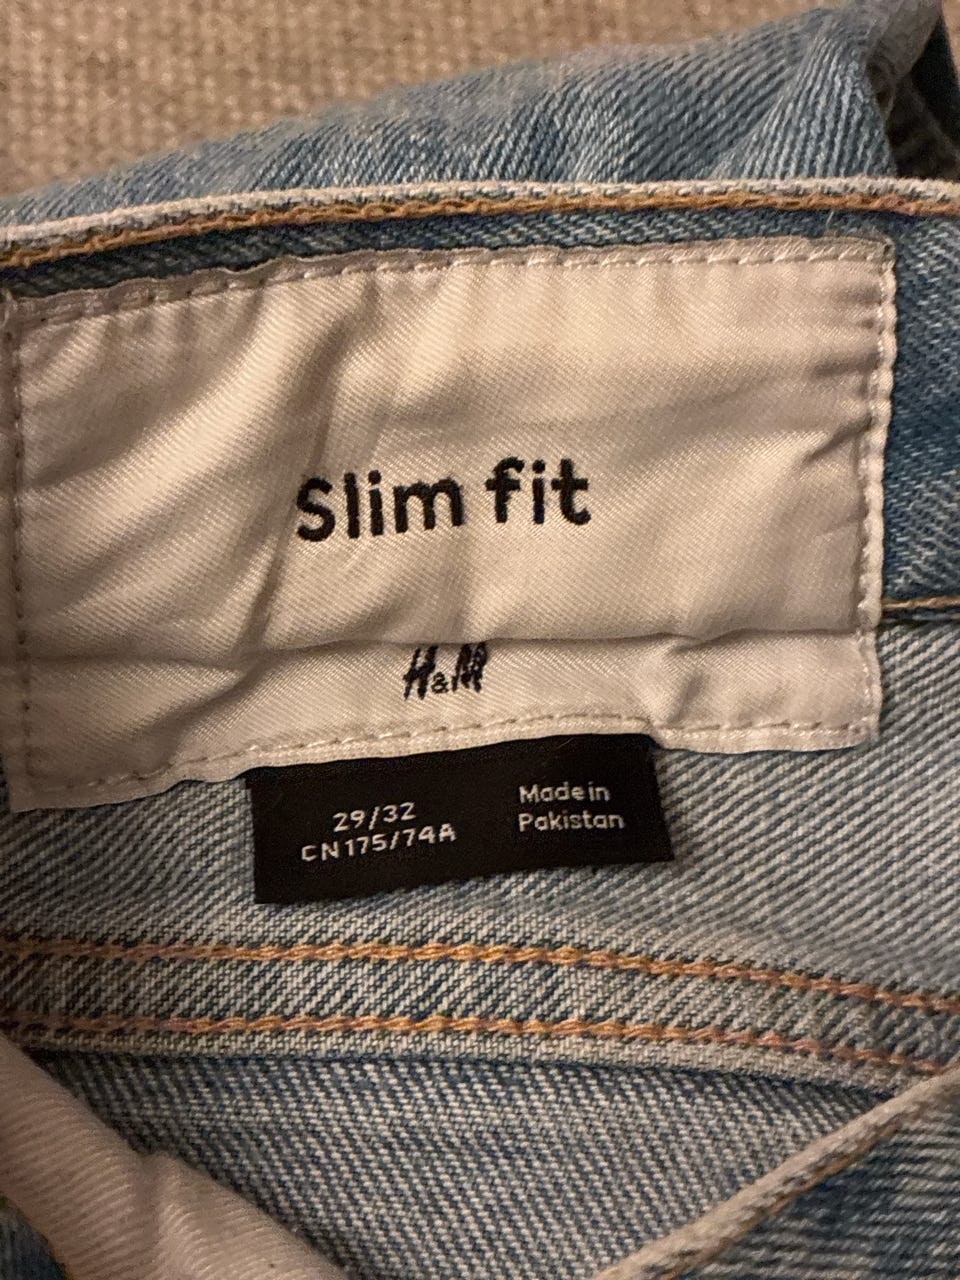 Slim fit
H&M
29/32
CN 175/74A
Made in
Pakistan